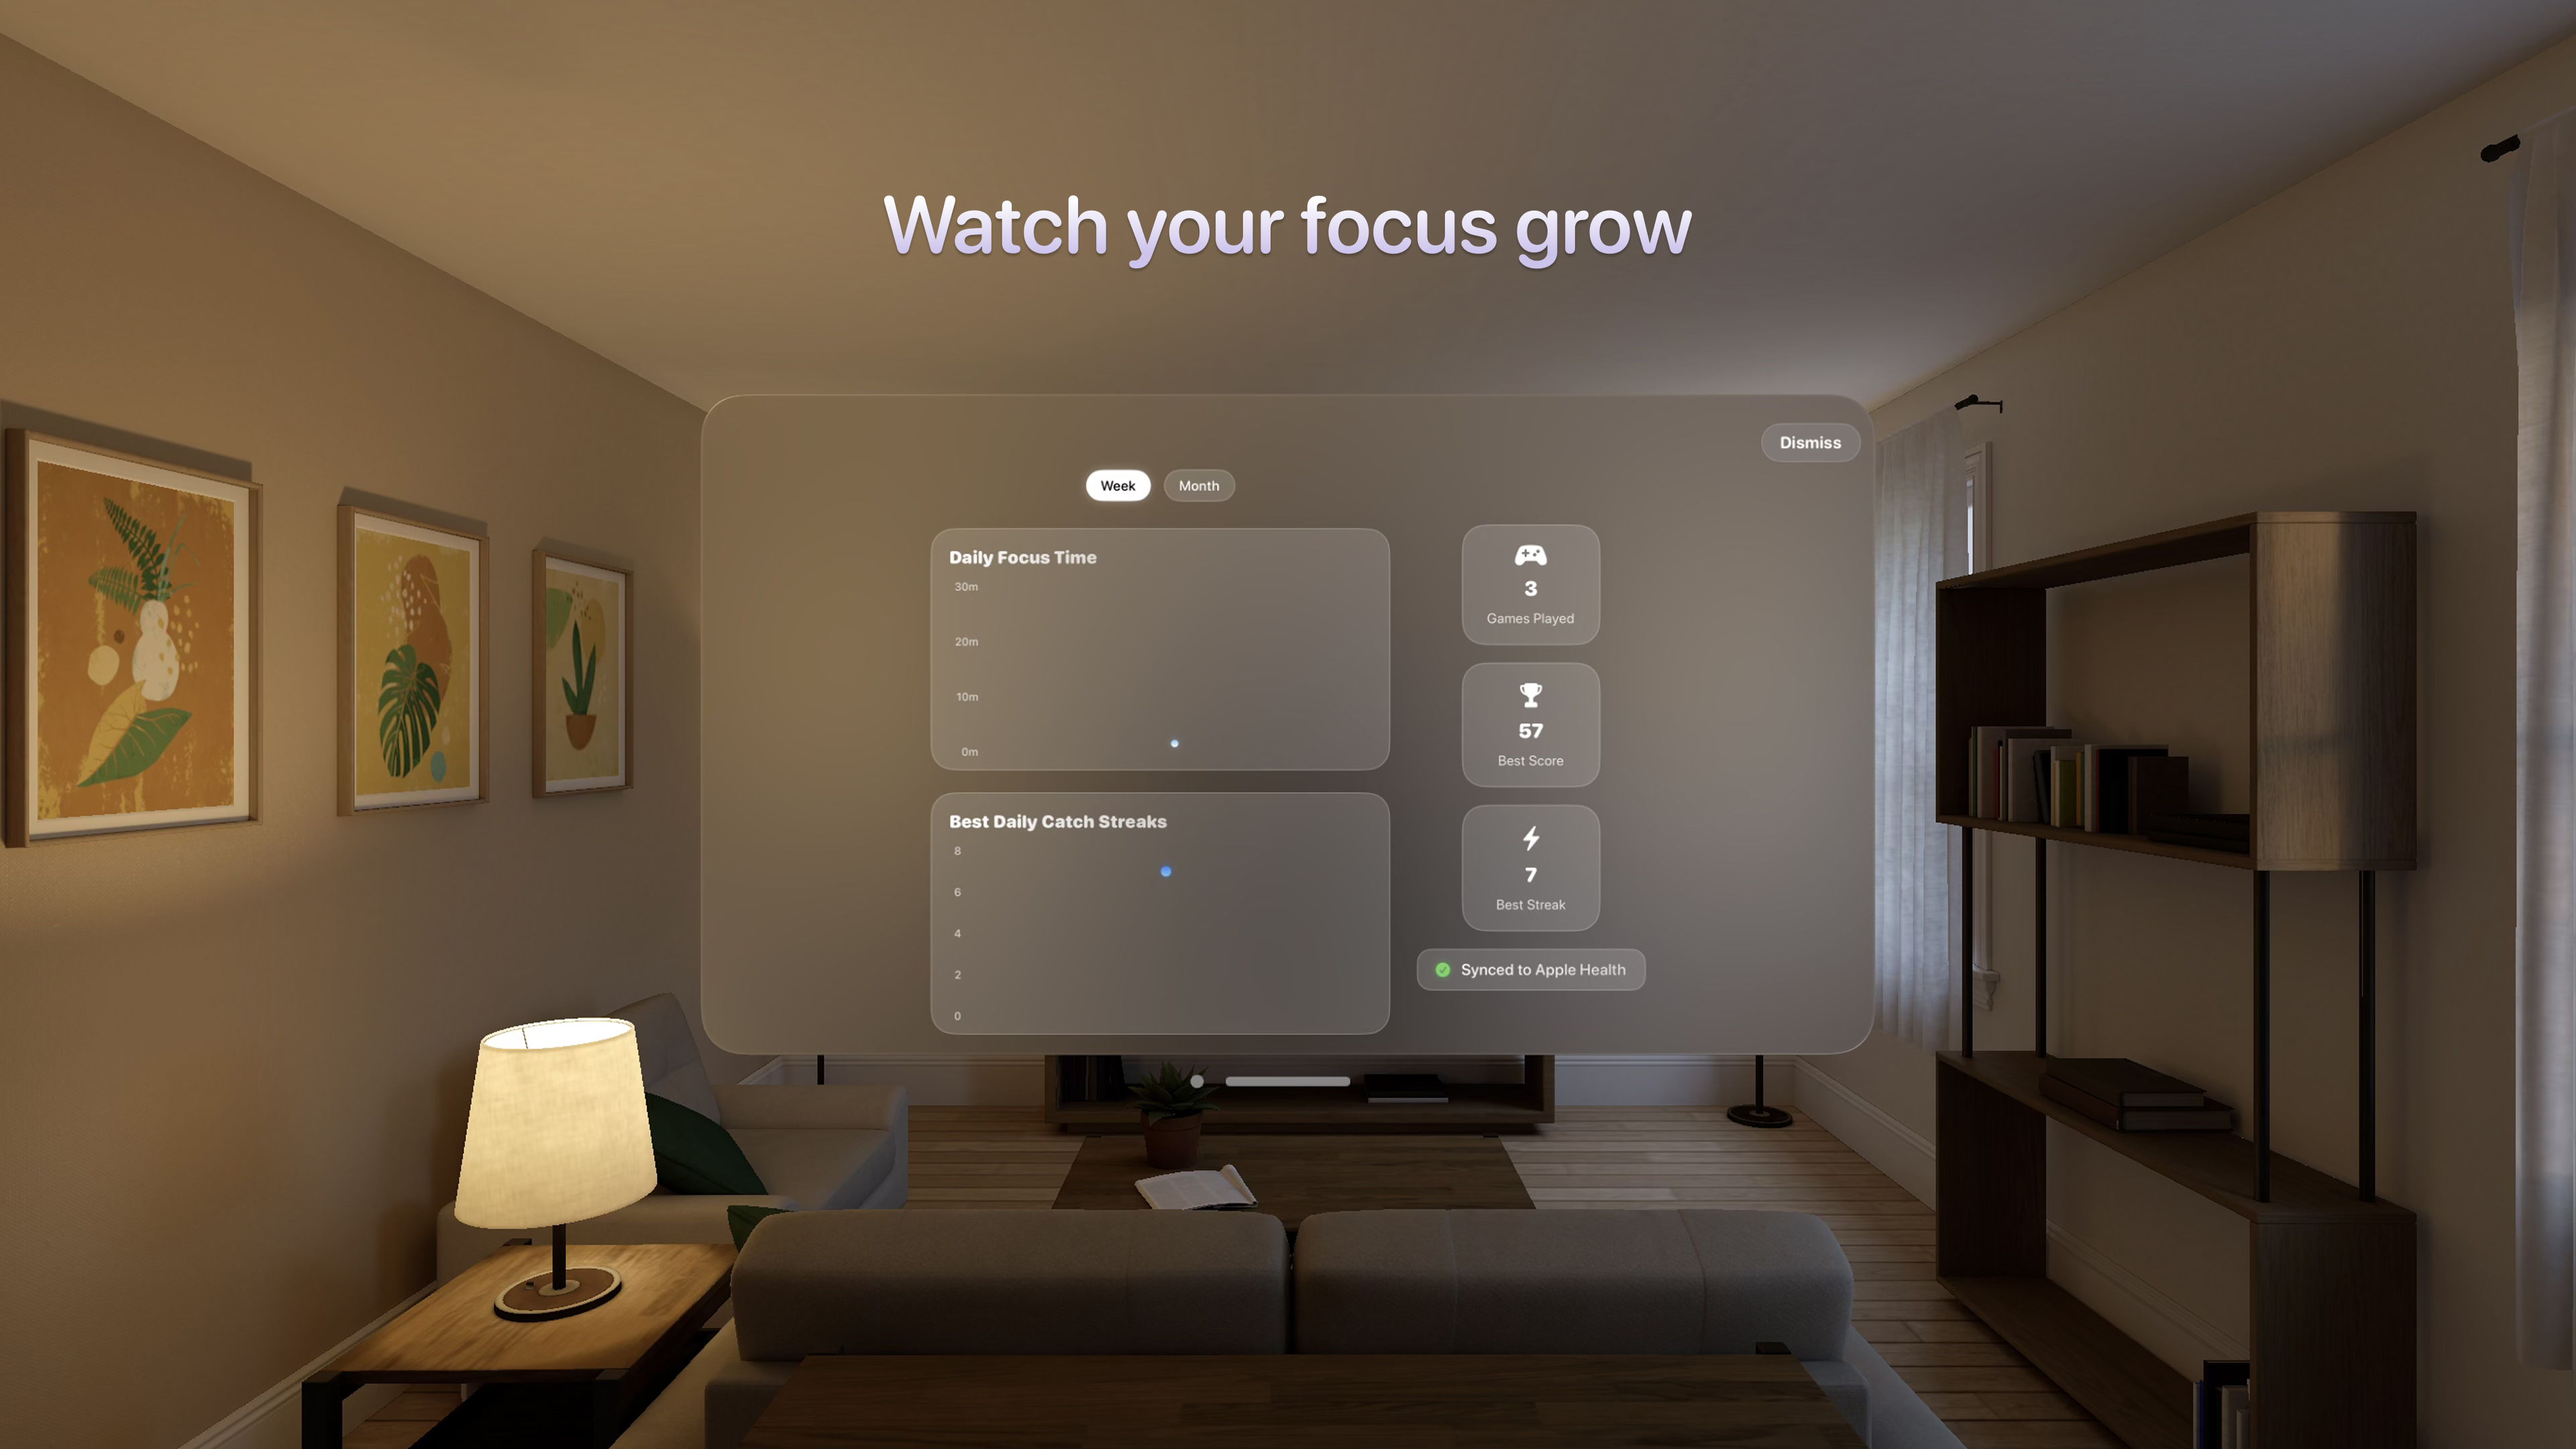 Watch your focus grow
Dismiss
Week
Month
Daily Focus Time
30m
20m
10m
0m
Best Daily Catch Streaks
8
6
4
2
0
3
Games Played
57
Best Score
7
Best Streak
Synced to Apple Health